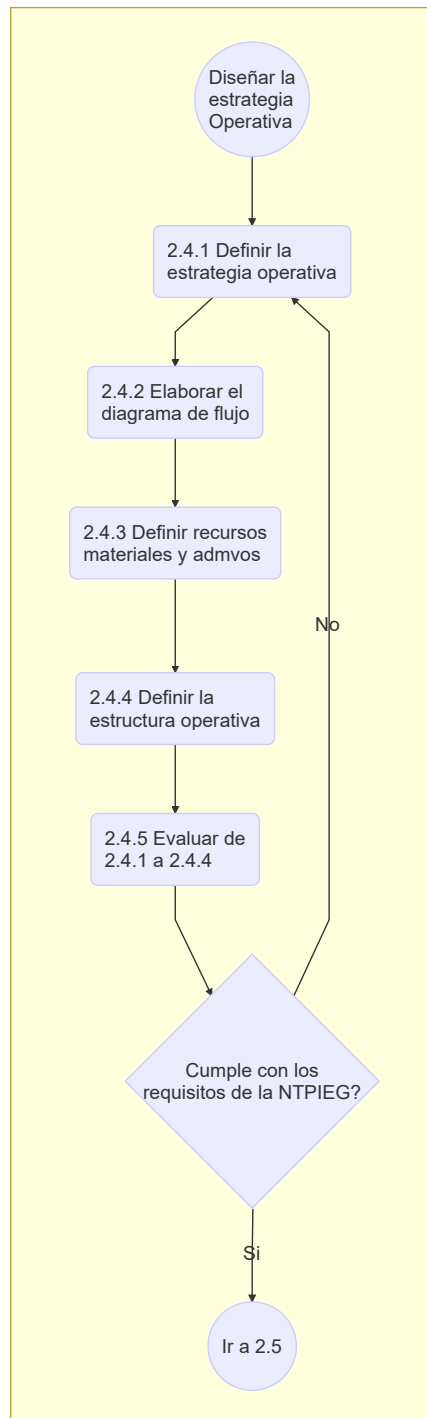 Diseñar la
estrategia
Operativa
2.4.1 Definir la
estrategia operativa
2.4.2 Elaborar el
diagrama de flujo
2.4.3 Definir recursos
materiales y admvos
No
2.4.4 Definir la
estructura operativa
2.4.5 Evaluar de
2.4.1 a 2.4.4
Cumple con los
requisitos de la NTPIEG?
Si
Ir a 2.5